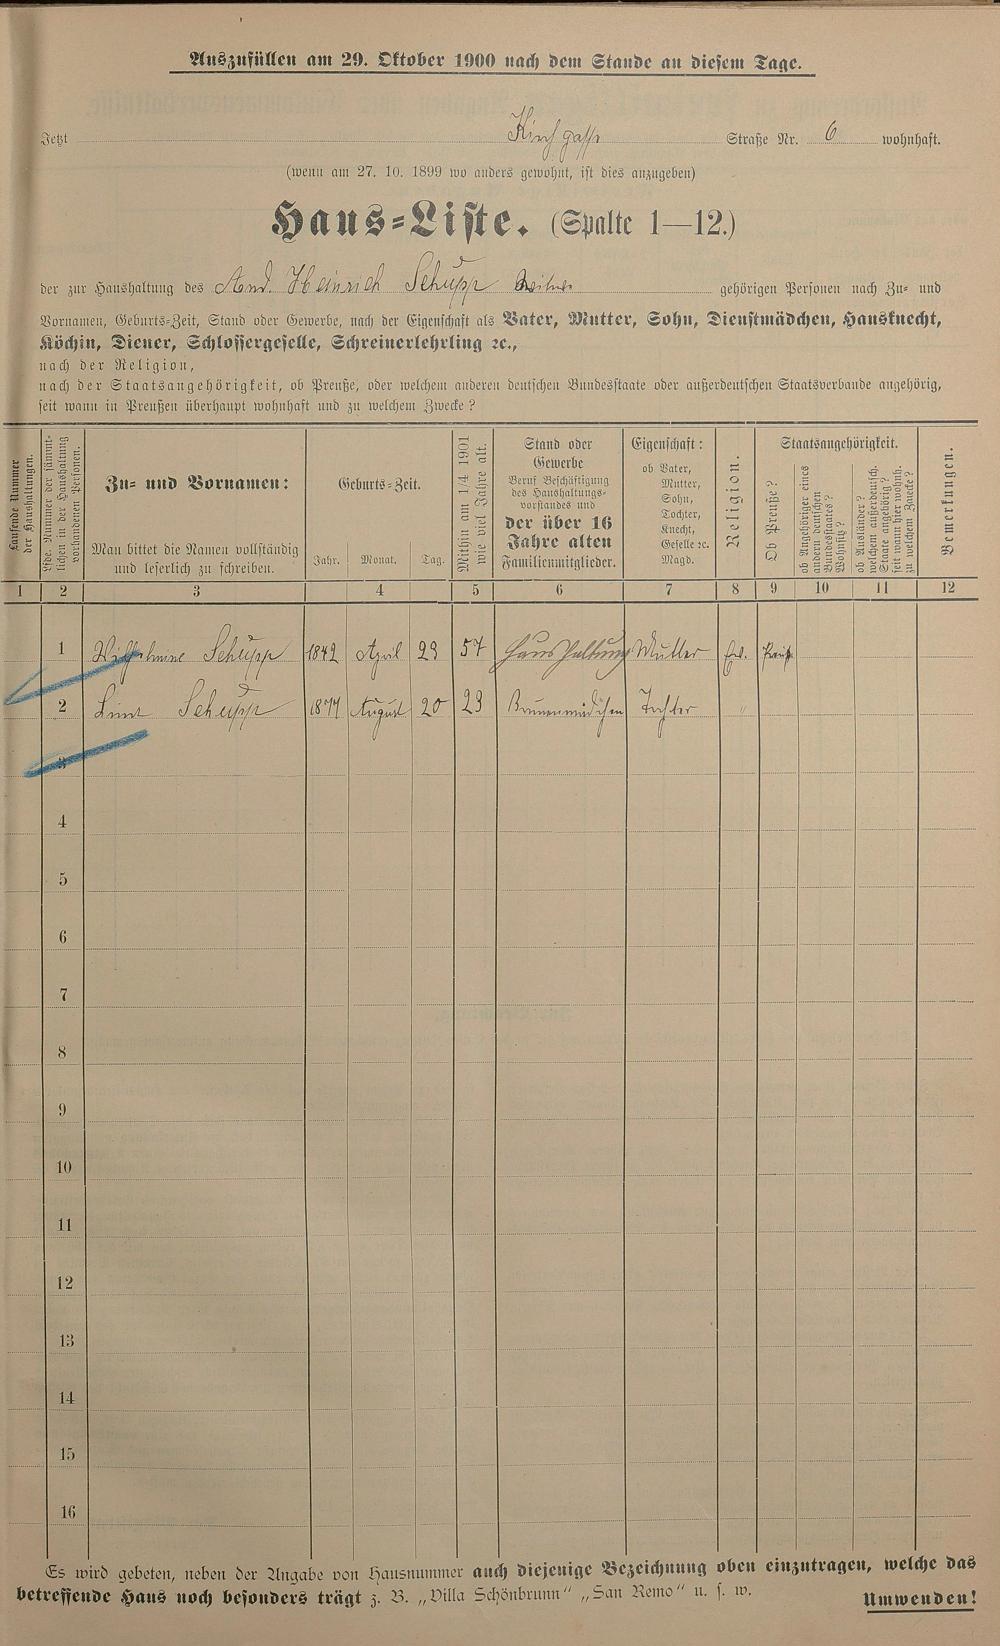 Auszufüllen am 29. Oktober 1900 nach dem Stande an diesem Tage.
Jetzt Kirchgasse Straße Nr. 6 wohnhaft.
(wenn am 27. 10. 1899 wo anders gewohnt, ist dies anzugeben)
Haus=Liste. (Spalte 1—12.)
der zur Haushaltung des And. Heinrich Schupp gehörigen Personen nach Zu= und
Vornamen, Geburts=Zeit, Stand oder Gewerbe, nach der Eigenschaft als Vater, Mutter, Sohn, Dienstmädchen, Hausknecht,
Köchin, Diener, Schlossergeselle, Schreinerlehrling ꝛc.,
nach der Religion,
nach der Staatsangehörigkeit, ob Preuße, oder welchem anderen deutschen Bundesstaate oder außerdeutschen Staatsverbande angehörig,
seit wann in Preußen überhaupt wohnhaft und zu welchem Zwecke?
Laufende Nummer
der Haushaltungen.
Lfde. Nummer der sämmt-
lichen in der Haushaltung
vorhandenen Personen.
Zu= und Vornamen:
Man bittet die Namen vollständig
und leserlich zu schreiben.
Geburts=Zeit.
Jahr. Monat. Tag.
Mithin am 1/4 1901
wie viel Jahre alt.
Stand oder
Gewerbe
Beruf Beschäftigung
des Haushaltungs-
vorstandes und
der über 16
Jahre alten
Familienmitglieder.
Eigenschaft:
ob Vater,
Mutter,
Sohn,
Tochter,
Knecht,
Geselle ꝛc.
Magd.
Religion.
Staatsangehörigkeit.
Ob Preuße?
ob Angehöriger eines
andern deutschen
Bundesstaates?
Wohnsitz?
ob Ausländer?
welchem außerdeutsch.
Staate angehörig?
seit wann hier wohnh.
zu welchem Zwecke?
Bemerkungen.
1 2 3 4 5 6 7 8 9 10 11 12
1 Wilhelmine Schupp 1842 April 29 57 Haushaltung Mutter Ev. Preuß
2 Schupp 1877 August 20 23 Brunnenmädchen Tochter "
3
4
5
6
7
8
9
10
11
12
13
14
15
16
Es wird gebeten, neben der Angabe von Hausnummer auch diejenige Bezeichnung oben einzutragen, welche das
betreffende Haus noch besonders trägt z. B. „Villa Schönbrunn“ „San Remo“ u. s. w.
Umwenden!